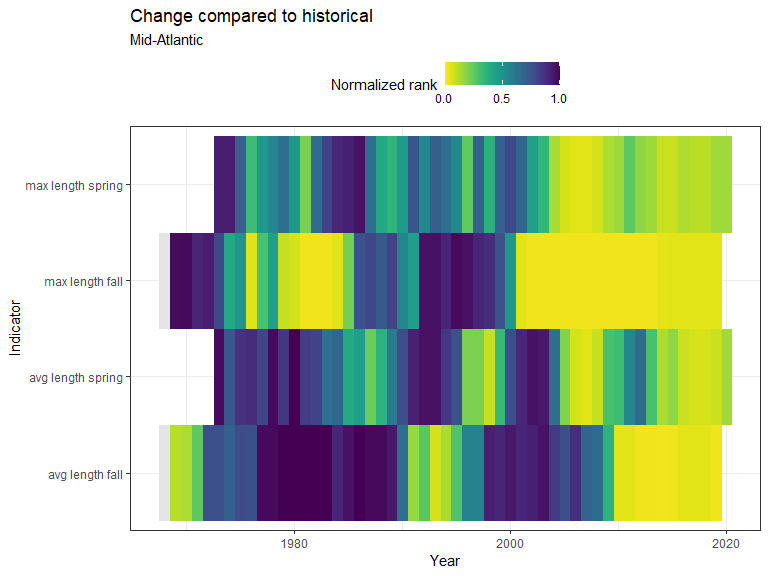 Change compared to historical
Mid-Atlantic
Normalized rank
0.0 0.5 1.0
Indicator
max length spring
max length fall
avg length spring
avg length fall
1980 2000 2020
Year